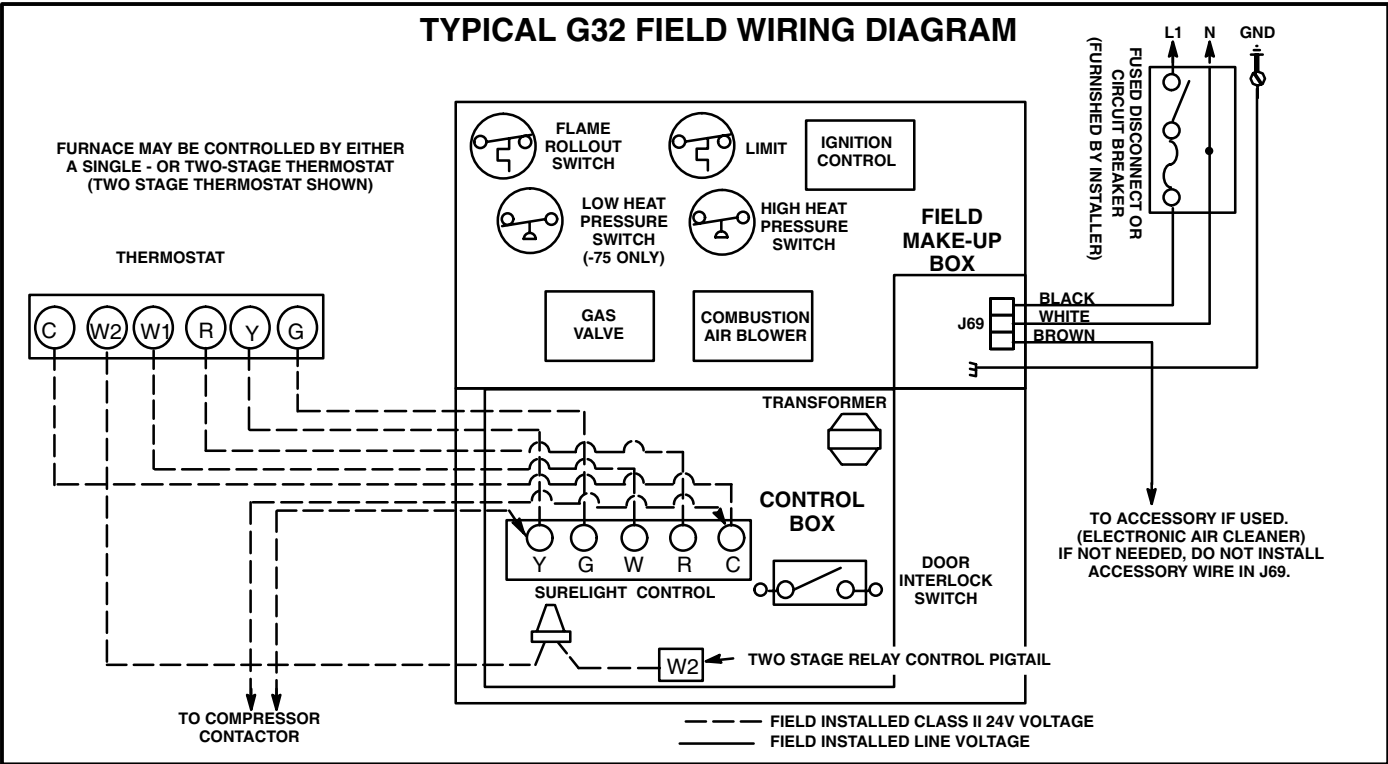 TYPICAL G32 FIELD WIRING DIAGRAM
L1 N GND
FUSED DISCONNECT OR
CIRCUIT BREAKER
(FURNISHED BY INSTALLER)
FURNACE MAY BE CONTROLLED BY EITHER
A SINGLE - OR TWO-STAGE THERMOSTAT
(TWO STAGE THERMOSTAT SHOWN)
FLAME
ROLLOUT
SWITCH
LIMIT
IGNITION
CONTROL
LOW HEAT
PRESSURE
SWITCH
(-75 ONLY)
HIGH HEAT
PRESSURE
SWITCH
FIELD
MAKE-UP
BOX
THERMOSTAT
C W2 W1 R Y G
GAS
VALVE
COMBUSTION
AIR BLOWER
J69
BLACK
WHITE
BROWN
TRANSFORMER
CONTROL
BOX
Y G W R C
SURELIGHT CONTROL
DOOR
INTERLOCK
SWITCH
TO ACCESSORY IF USED.
(ELECTRONIC AIR CLEANER)
IF NOT NEEDED, DO NOT INSTALL
ACCESSORY WIRE IN J69.
W2
TWO STAGE RELAY CONTROL PIGTAIL
TO COMPRESSOR
CONTACTOR
FIELD INSTALLED CLASS II 24V VOLTAGE
FIELD INSTALLED LINE VOLTAGE